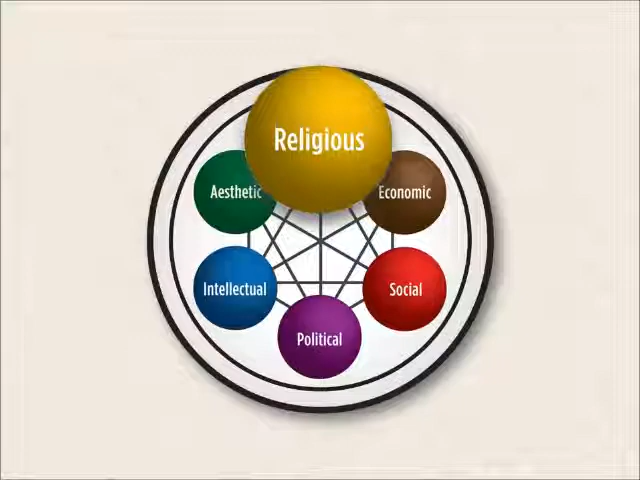 Religious
Aesthetic
Economic
Intellectual
Social
Political